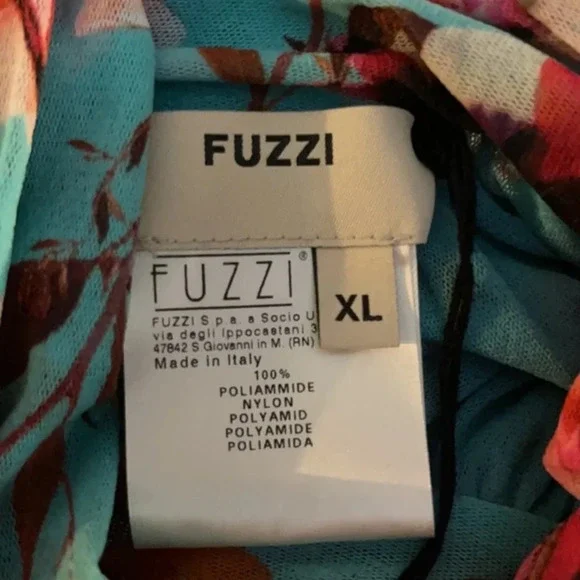 FUZZI
FUZZI®
XL
FUZZI S.p.a. a Socio U
via degli Ippocastani 3
47842 S Giovanni in M. (RN)
Made in Italy
100%
POLIAMMIDE
NYLON
POLYAMID
POLYAMIDE
POLIAMIDA